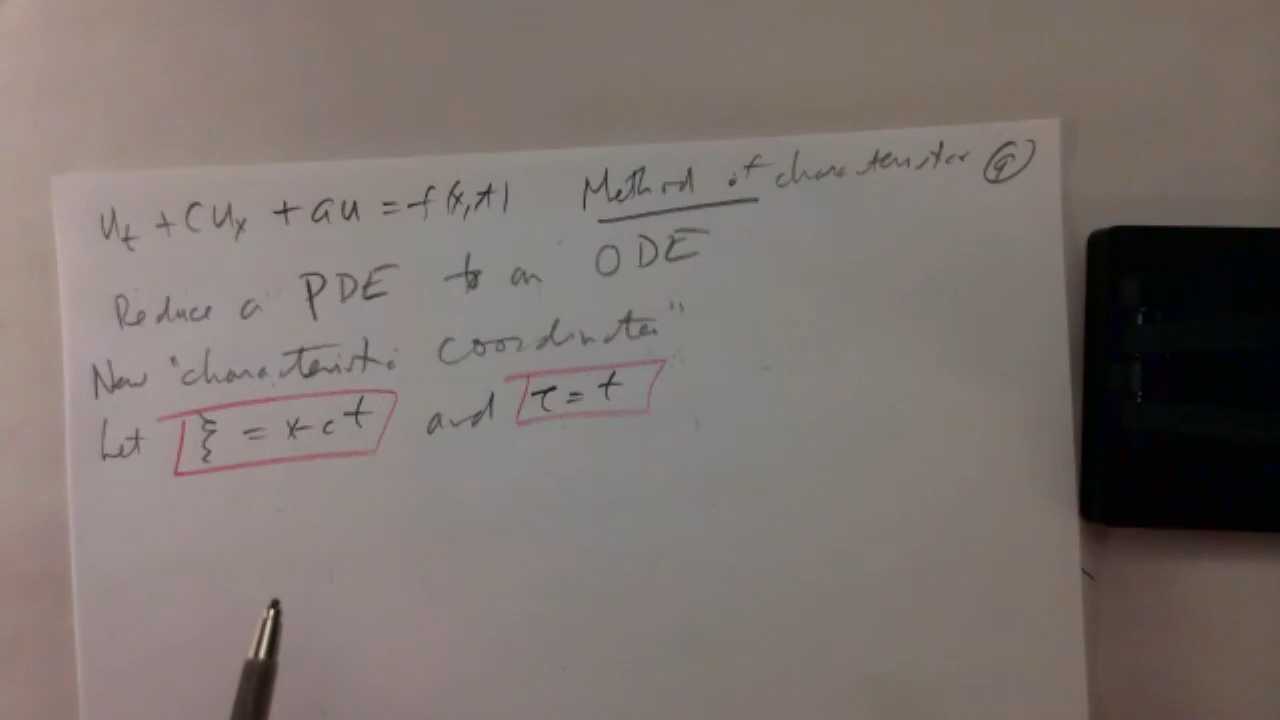 u_t + cu_x + au = f(x,t) Method of characteristics ④
Reduce a PDE to an ODE
New "characteristic coordinates"
Let ξ = x-ct and τ = t